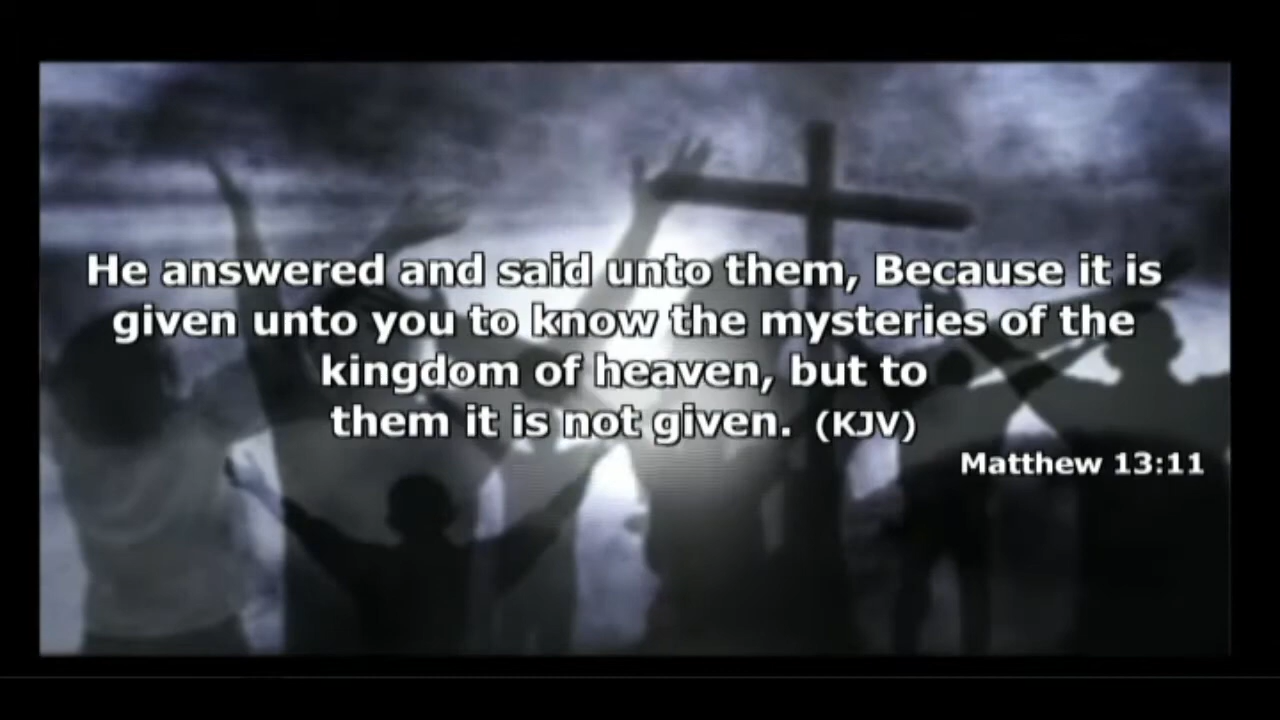 He answered and said unto them, Because it is
given unto you to know the mysteries of the
kingdom of heaven, but to
them it is not given. (KJV)
Matthew 13:11